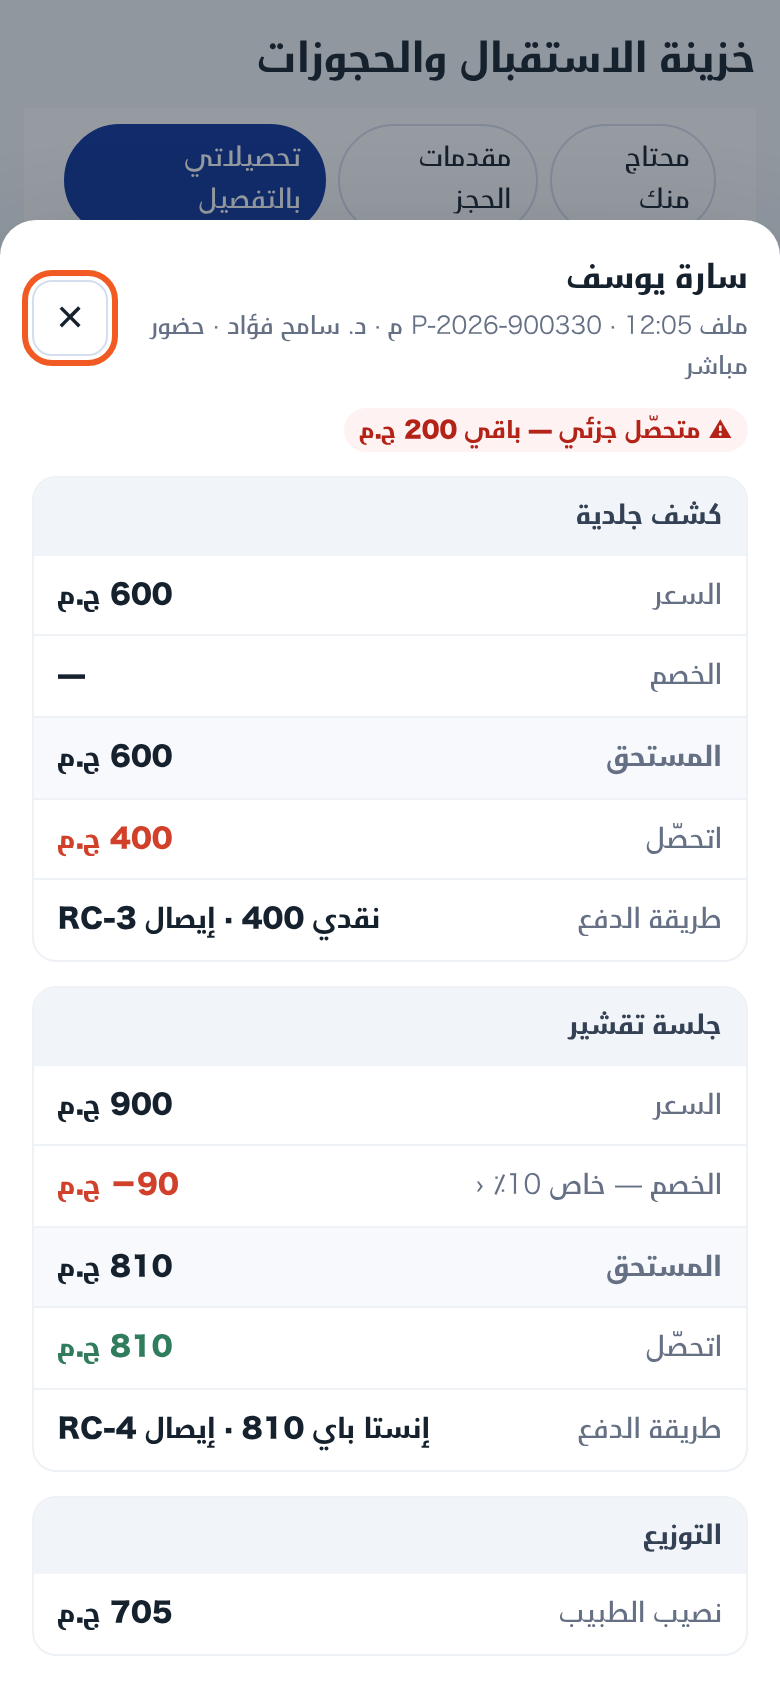 خزينة الاستقبال والحجوزات
محتاج منك
مقدمات الحجز
تحصيلاتي بالتفصيل
سارة يوسف
ملف P-2026-900330 · 12:05 م · د. سامح فؤاد · حضور
مباشر
⚠ متحصّل جزئي — باقي 200 ج.م
كشف جلدية
السعر 600 ج.م
الخصم —
المستحق 600 ج.م
اتحصّل 400 ج.م
طريقة الدفع نقدي 400 · إيصال RC-3
جلسة تقشير
السعر 900 ج.م
الخصم — خاص 10٪ ‹ −90 ج.م
المستحق 810 ج.م
اتحصّل 810 ج.م
طريقة الدفع إنستا باي 810 · إيصال RC-4
التوزيع
نصيب الطبيب 705 ج.م